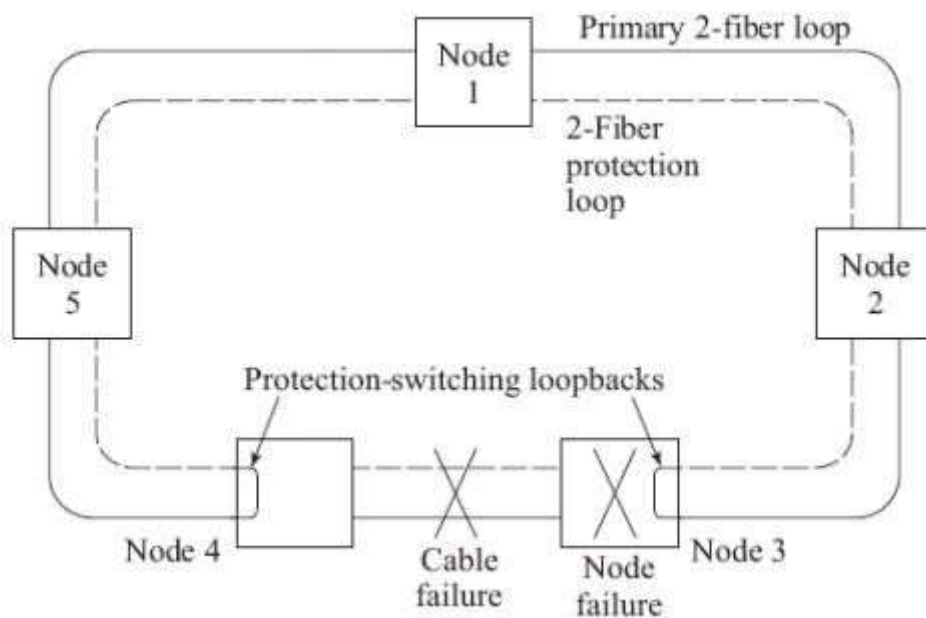 Primary 2-fiber loop
Node
1
2-Fiber
protection
loop
Node
5
Node
2
Protection-switching loopbacks
Node 4
Cable
failure
Node
failure
Node 3